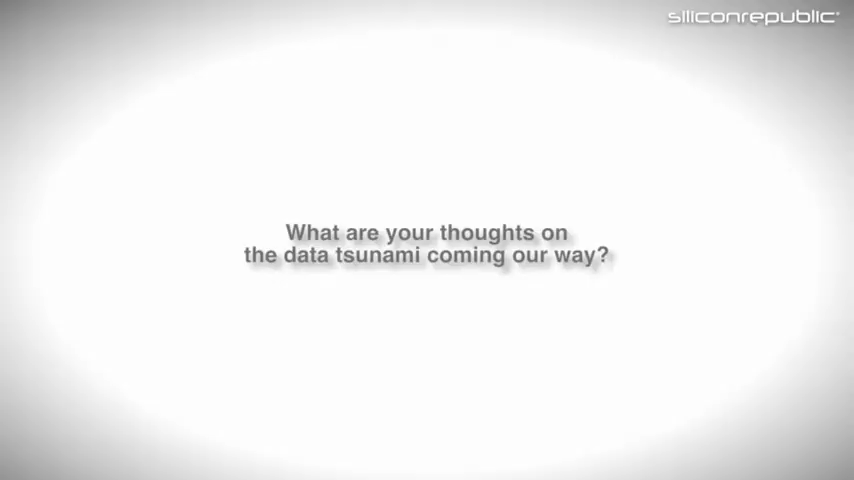 siliconrepublic
What are your thoughts on
the data tsunami coming our way?